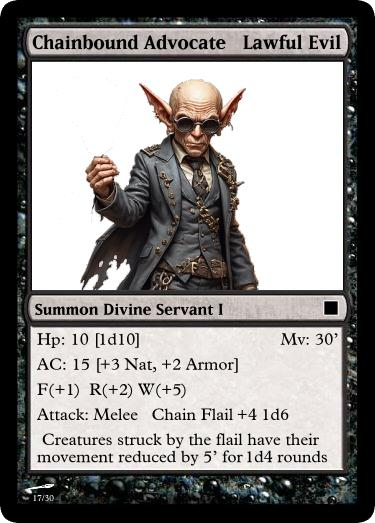 Chainbound Advocate Lawful Evil
Summon Divine Servant I
Hp: 10 [1d10] Mv: 30'
AC: 15 [+3 Nat, +2 Armor]
F(+1) R(+2) W(+5)
Attack: Melee Chain Flail +4 1d6
Creatures struck by the flail have their
movement reduced by 5' for 1d4 rounds
17/30